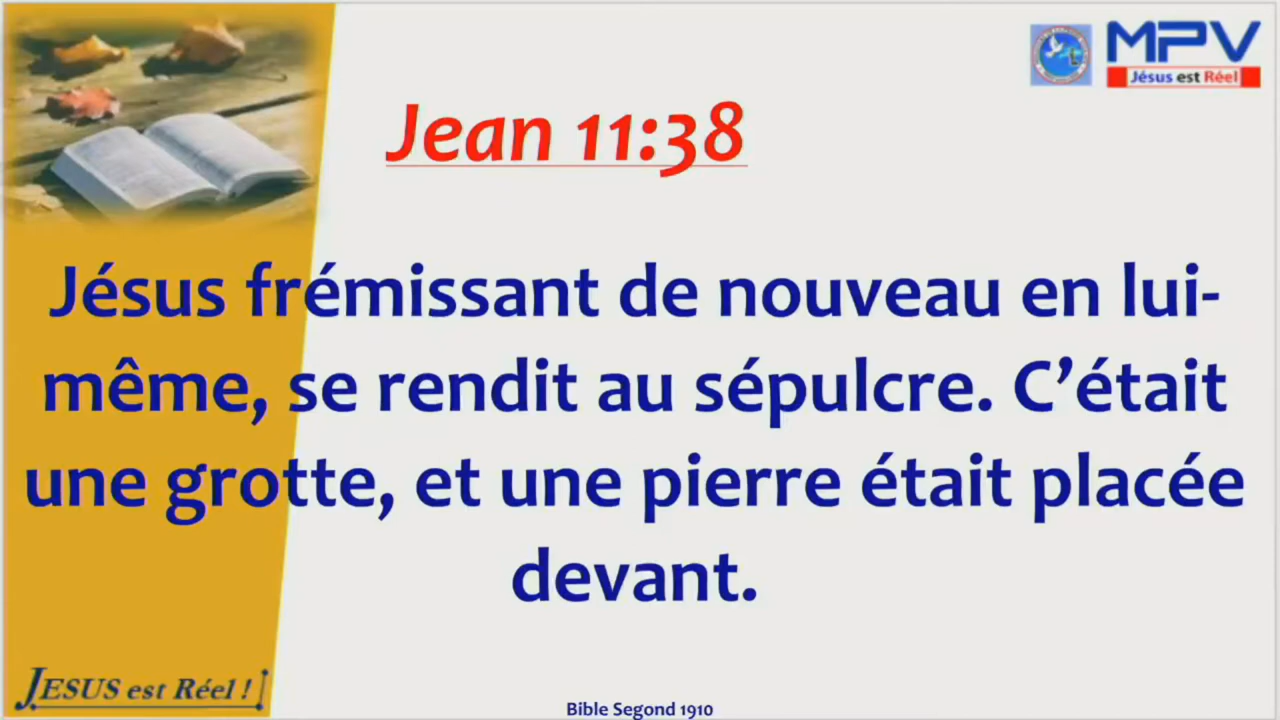 MPV
Jésus est Réel
Jean 11:38
Jésus frémissant de nouveau en lui-
même, se rendit au sépulcre. C’était
une grotte, et une pierre était placée
devant.
JESUS est Réel !
Bible Segond 1910